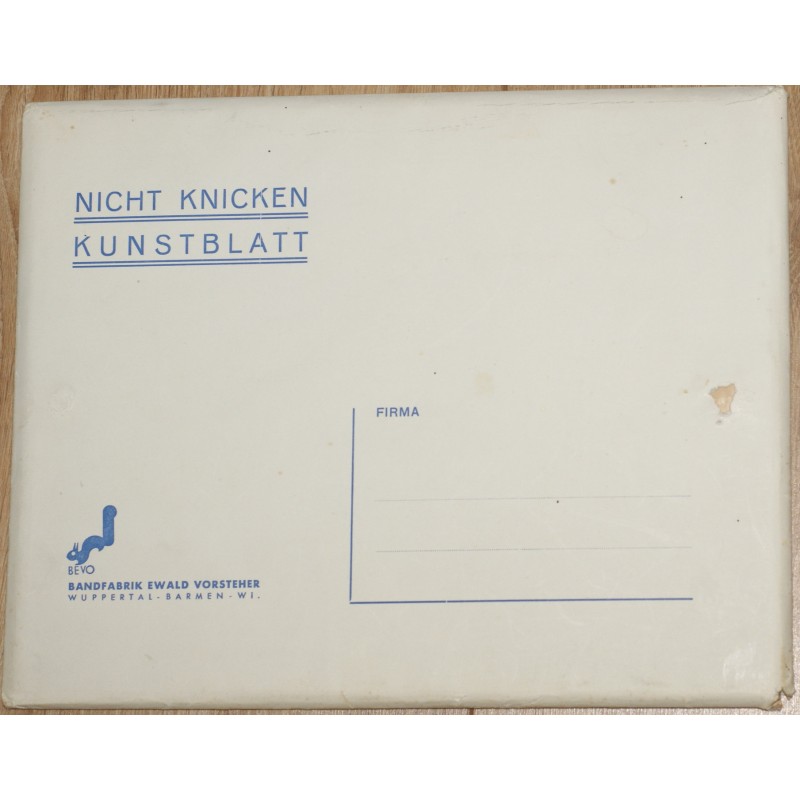 NICHT KNICKEN
KUNSTBLATT
FIRMA
BEVO
BANDFABRIK EWALD VORSTEHER
WUPPERTAL-BARMEN-WI.